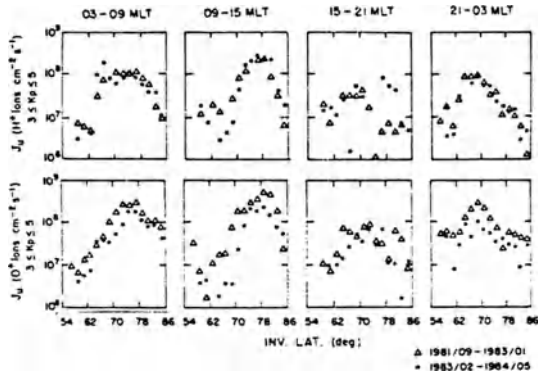 03-09 MLT 09-15 MLT 15-21 MLT 21-03 MLT
J_u (H⁺ Ions cm⁻² s⁻¹)
3 ≤ Kp ≤ 5
10⁹
10⁸
10⁷
10⁶
J_u (O⁺ Ions cm⁻² s⁻¹)
3 ≤ Kp ≤ 5
10⁹
10⁸
10⁷
10⁶
54 62 70 78 86 54 62 70 78 86 54 62 70 78 86 54 62 70 78 86
INV. LAT. (deg)
△ 1981/09-1983/01
• 1983/02-1984/05